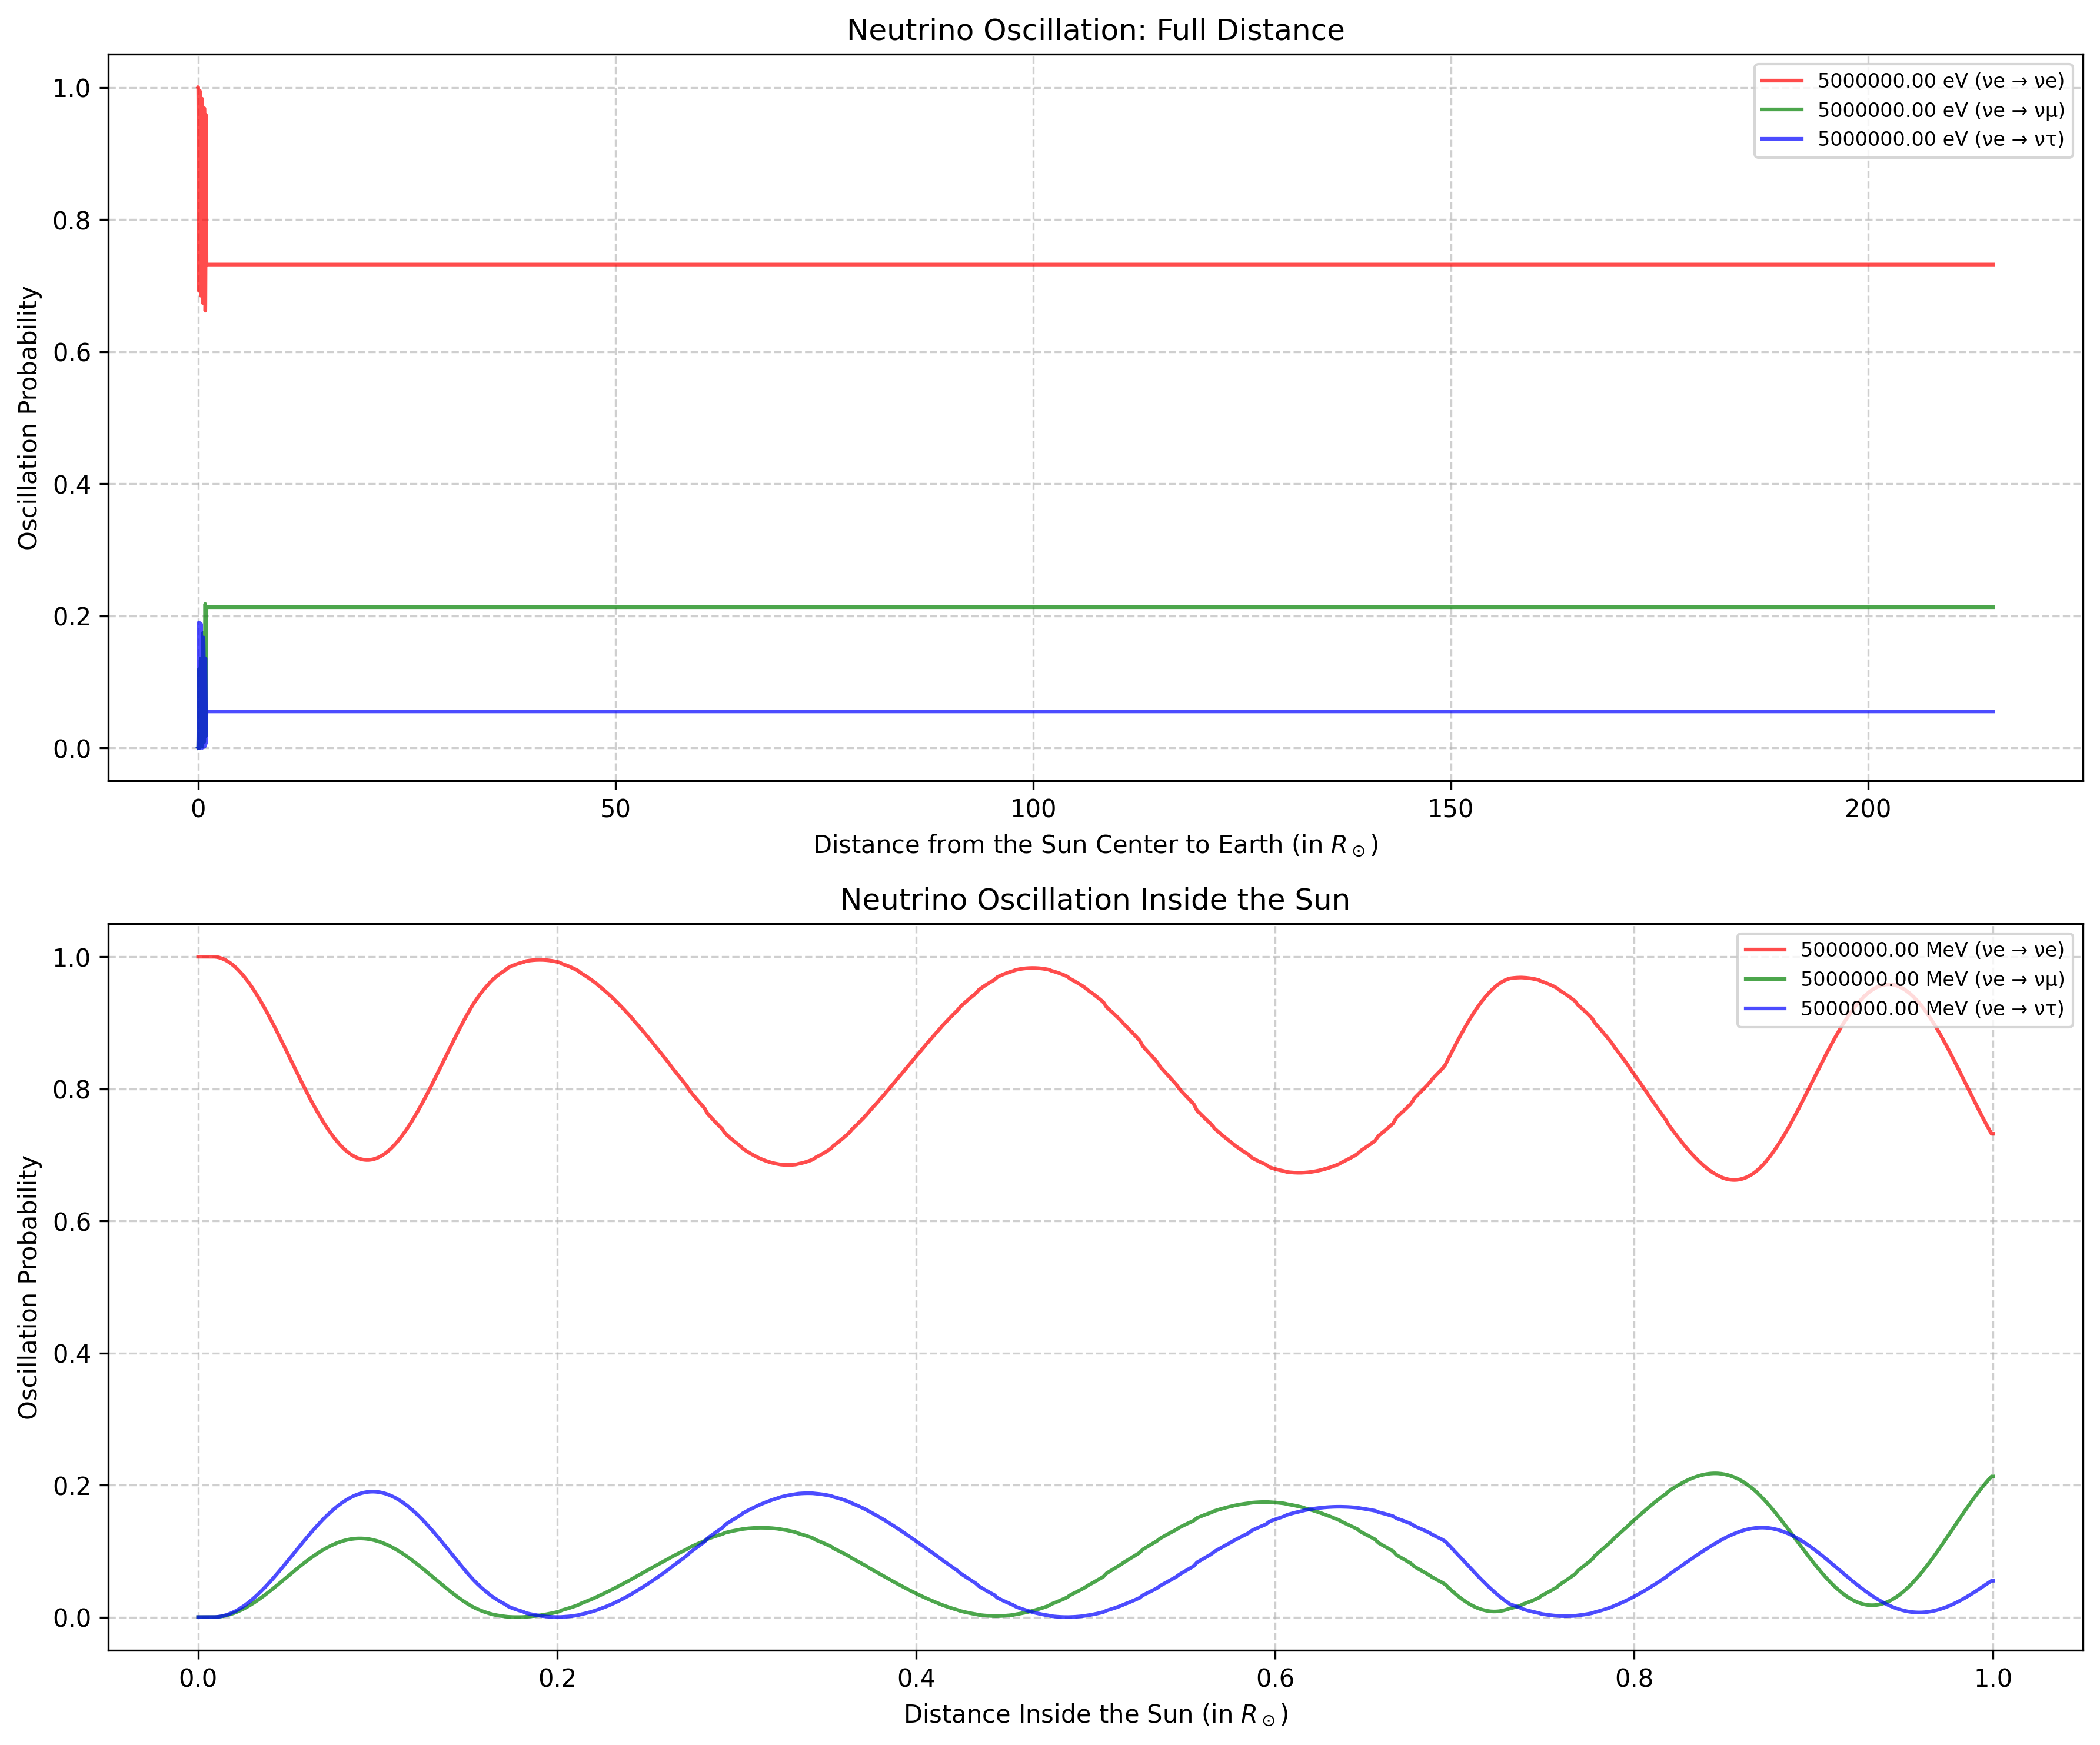 Neutrino Oscillation: Full Distance
Oscillation Probability
1.0
0.8
0.6
0.4
0.2
0.0
5000000.00 eV (νe → νe)
5000000.00 eV (νe → νμ)
5000000.00 eV (νe → ντ)
0 50 100 150 200
Distance from the Sun Center to Earth (in R⊙)
Neutrino Oscillation Inside the Sun
Oscillation Probability
1.0
0.8
0.6
0.4
0.2
0.0
5000000.00 MeV (νe → νe)
5000000.00 MeV (νe → νμ)
5000000.00 MeV (νe → ντ)
0.0 0.2 0.4 0.6 0.8 1.0
Distance Inside the Sun (in R⊙)